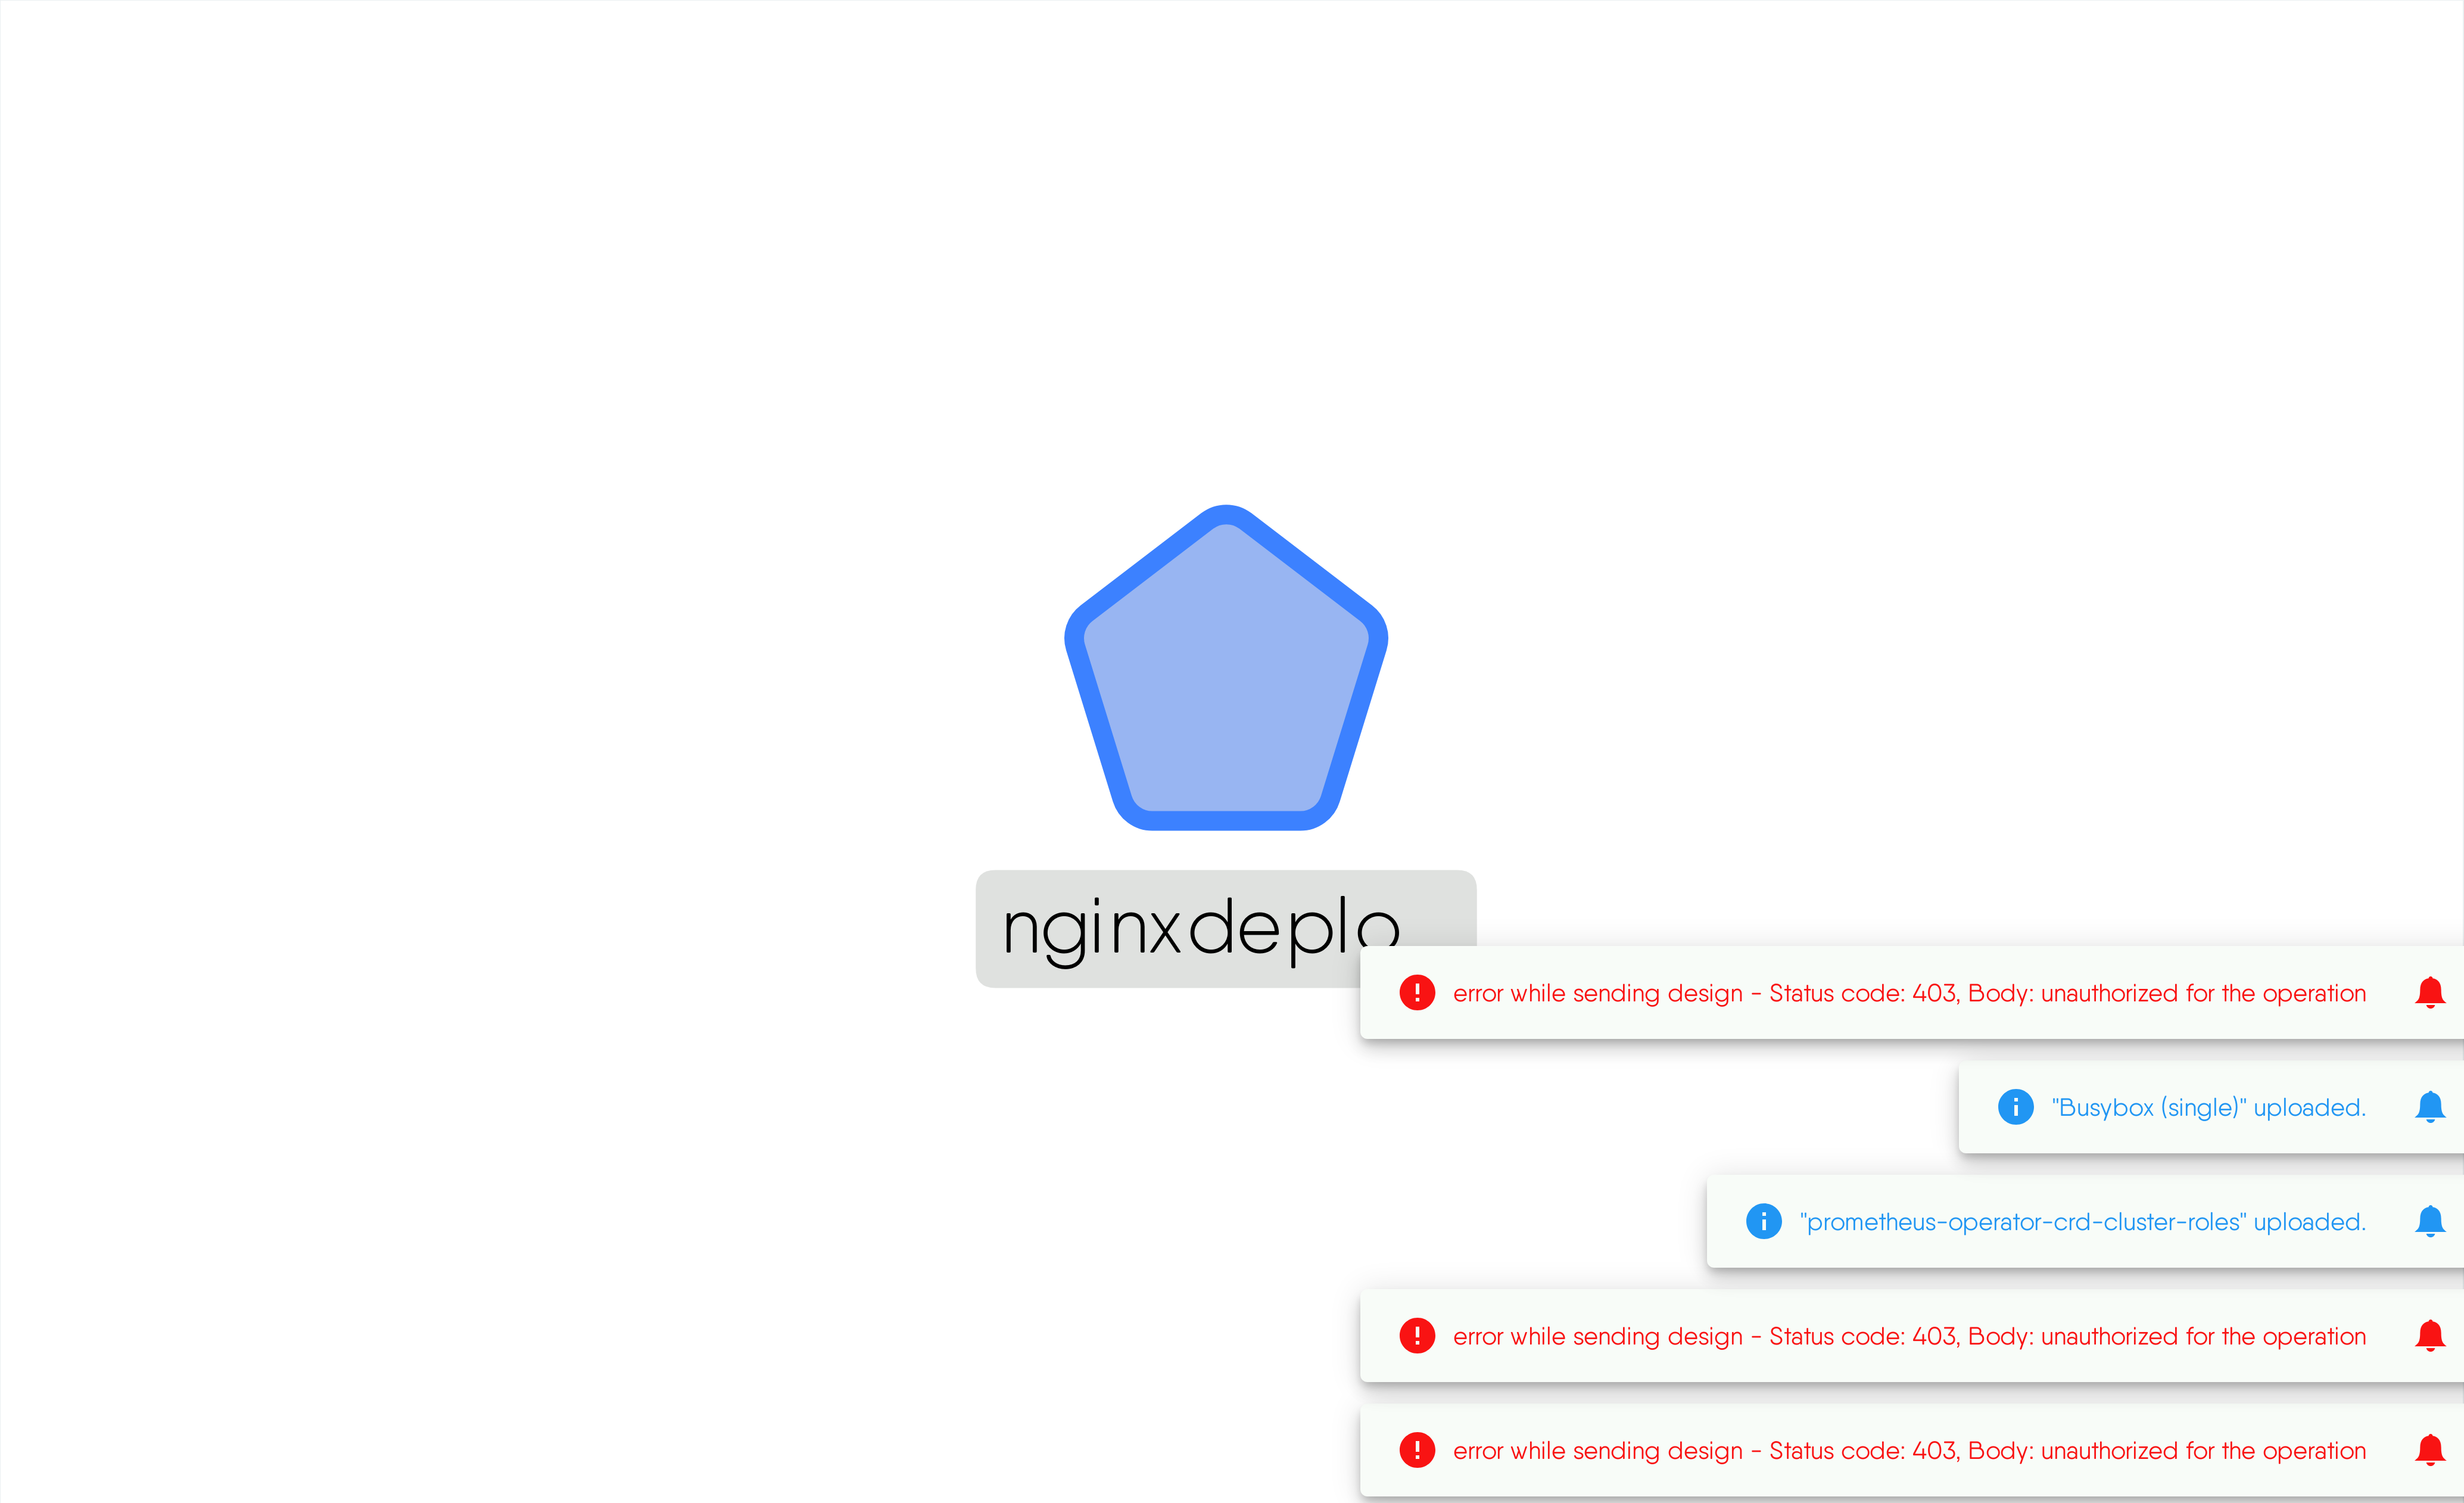 nginxdeplo
error while sending design - Status code: 403, Body: unauthorized for the operation
"Busybox (single)" uploaded.
"prometheus-operator-crd-cluster-roles" uploaded.
error while sending design - Status code: 403, Body: unauthorized for the operation
error while sending design - Status code: 403, Body: unauthorized for the operation